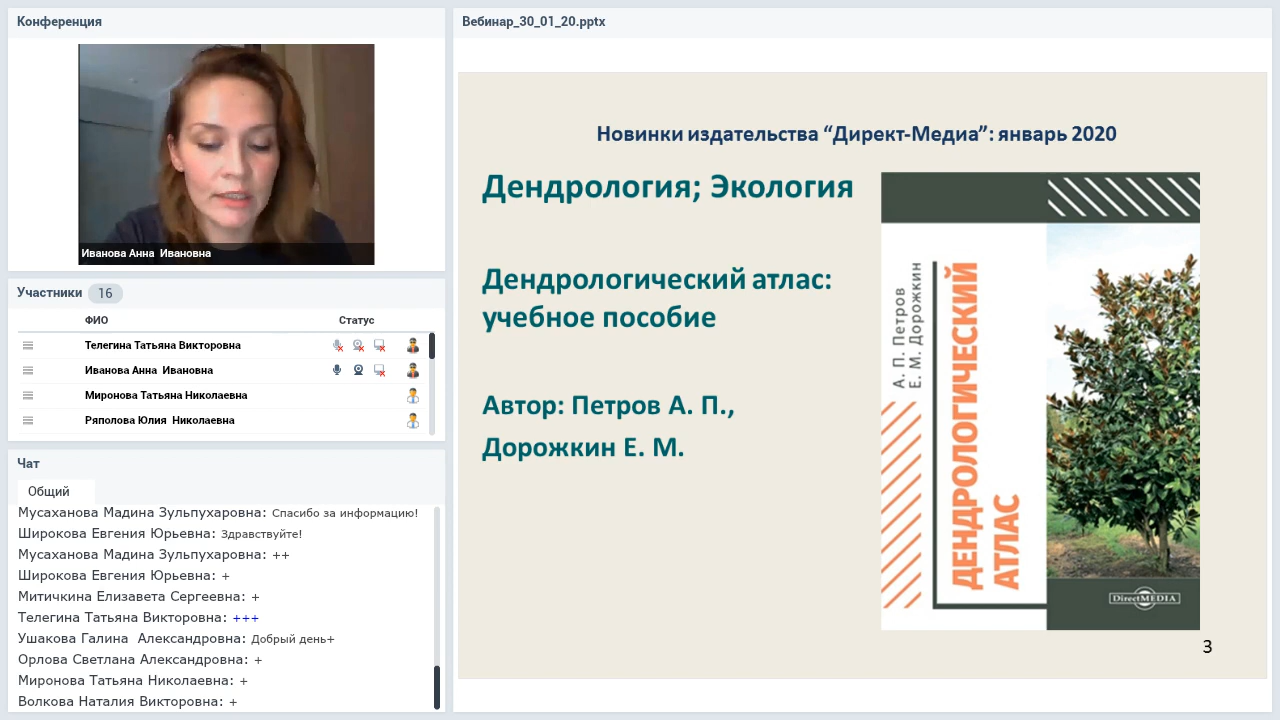 Конференция
Иванова Анна  Ивановна
Участники 16
ФИО Статус
Телегина Татьяна Викторовна
Иванова Анна  Ивановна
Миронова Татьяна Николаевна
Ряполова Юлия  Николаевна
Чат
Общий
Мусаханова Мадина Зульпухаровна: Спасибо за информацию!
Широкова Евгения Юрьевна: Здравствуйте!
Мусаханова Мадина Зульпухаровна: ++
Широкова Евгения Юрьевна: +
Митичкина Елизавета Сергеевна: +
Телегина Татьяна Викторовна: +++
Ушакова Галина  Александровна: Добрый день+
Орлова Светлана Александровна: +
Миронова Татьяна Николаевна: +
Волкова Наталия Викторовна: +
Вебинар_30_01_20.pptx
Новинки издательства “Директ-Медиа”: январь 2020
Дендрология; Экология
Дендрологический атлас:
учебное пособие
Автор: Петров А. П.,
Дорожкин Е. М.
А. П. Петров
Е. М. Дорожкин
ДЕНДРОЛОГИЧЕСКИЙ
АТЛАС
DirectMEDIA
3